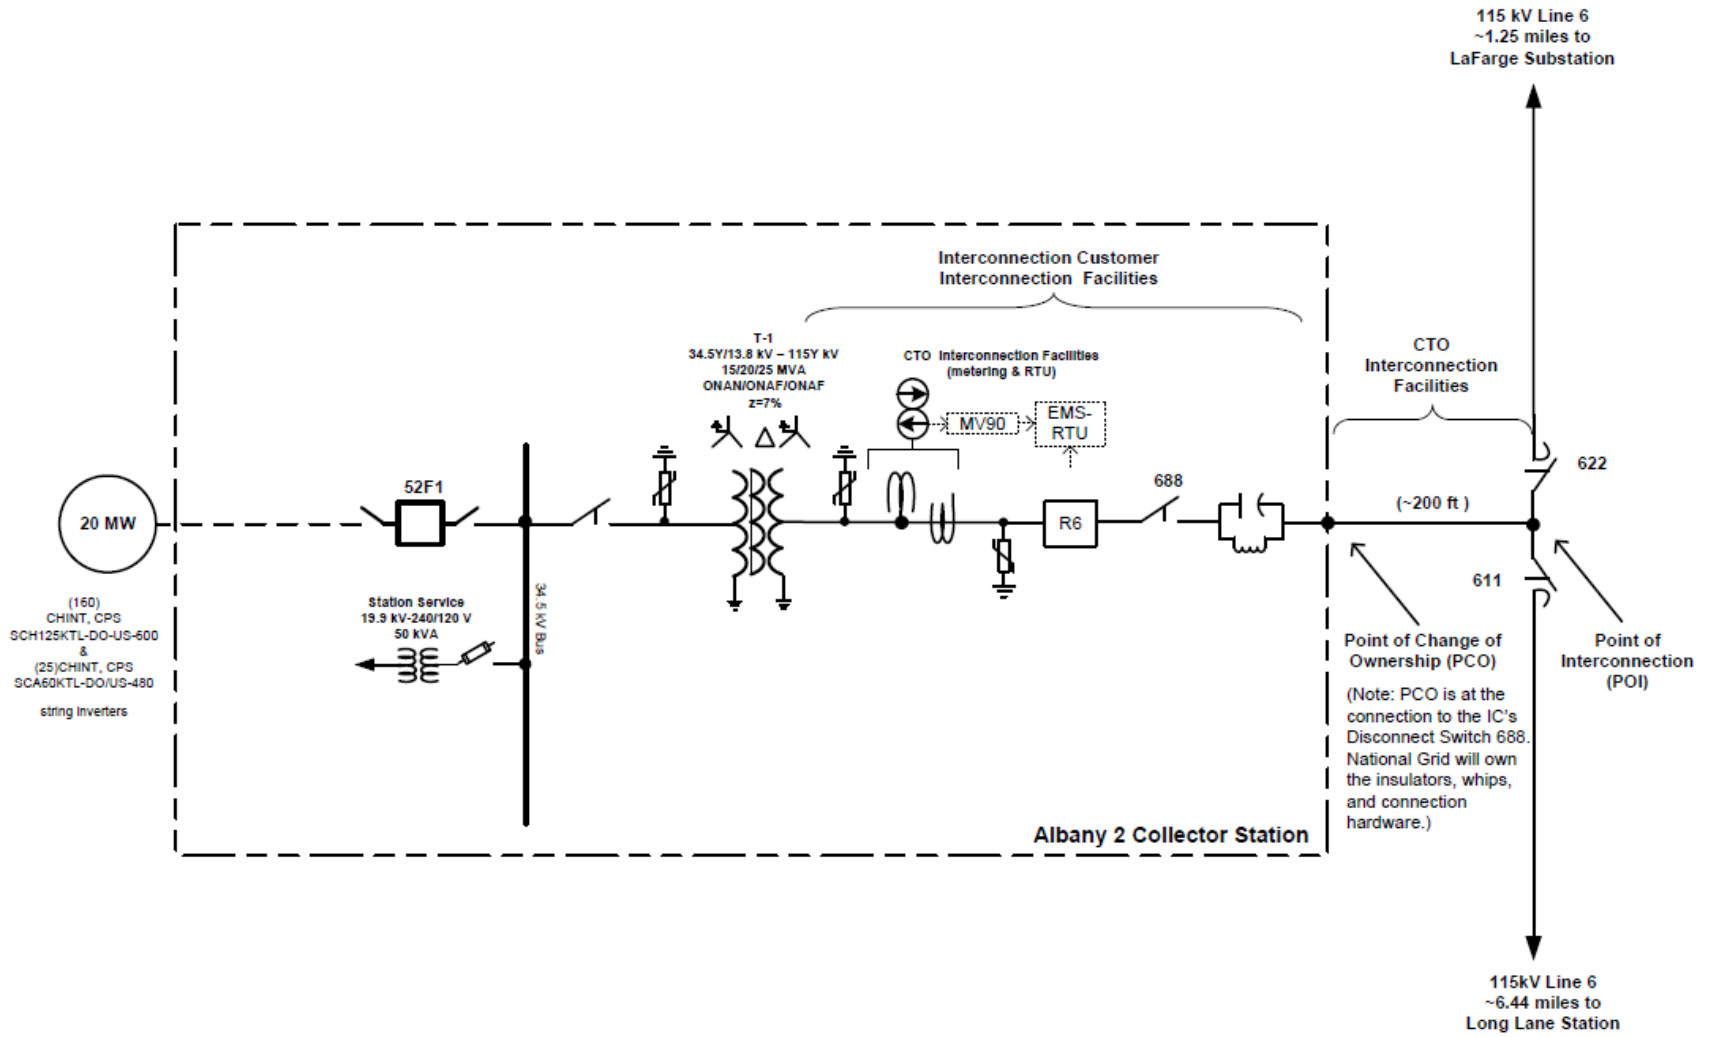 115 kV Line 6
~1.25 miles to
LaFarge Substation
Interconnection Customer
Interconnection Facilities
T-1
34.5Y/13.8 kV – 115Y kV
15/20/25 MVA
ONAN/ONAF/ONAF
z=7%
CTO Interconnection Facilities
(metering & RTU)
MV90
EMS-
RTU
CTO
Interconnection
Facilities
622
688
52F1
20 MW
R6
(~200 ft )
(160)
CHINT, CPS
SCH125KTL-DO-US-600
&
(25)CHINT, CPS
SCA60KTL-DO/US-480
string Inverters
Station Service
19.9 kV-240/120 V
50 kVA
34.5 kV Bus
611
Point of Change of
Ownership (PCO)
(Note: PCO is at the
connection to the IC's
Disconnect Switch 688.
National Grid will own
the insulators, whips,
and connection
hardware.)
Point of
Interconnection
(POI)
Albany 2 Collector Station
115kV Line 6
~6.44 miles to
Long Lane Station